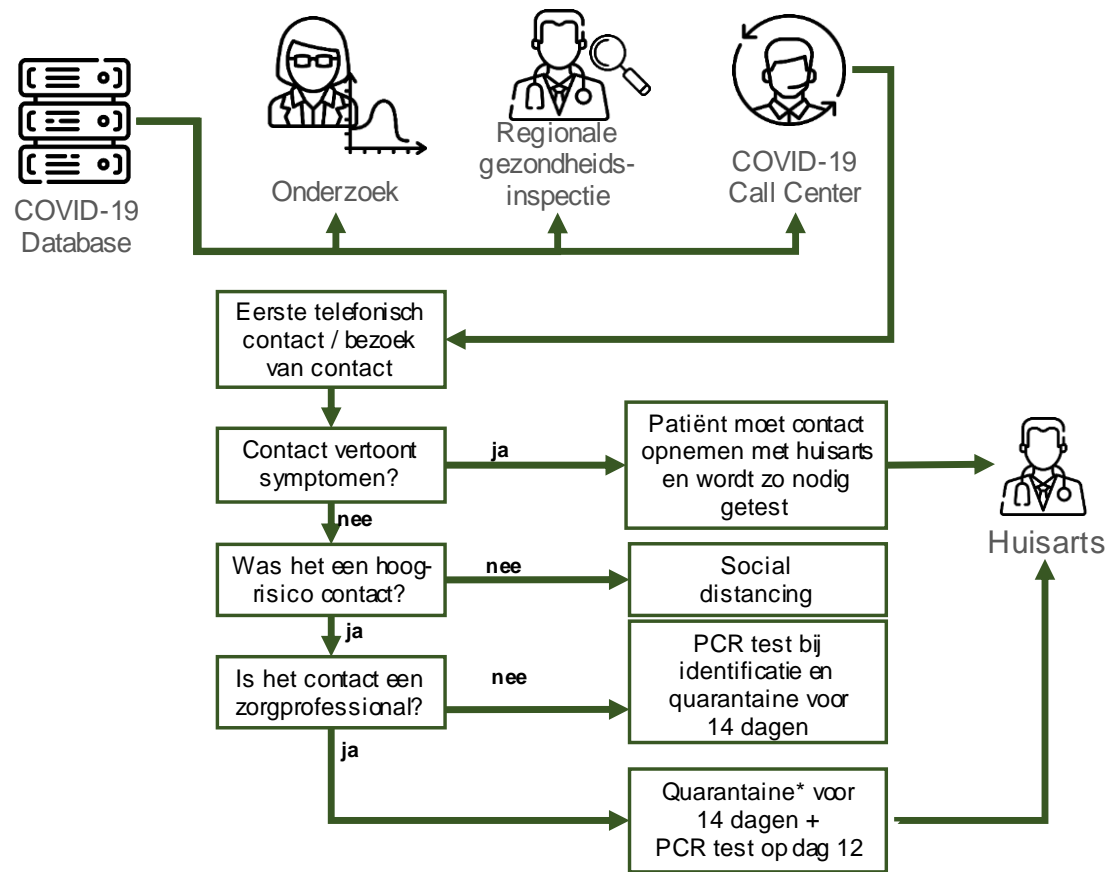 COVID-19
Database
Onderzoek
Regionale
gezondheids-
inspectie
COVID-19
Call Center
Eerste telefonisch
contact / bezoek
van contact
Contact vertoont
symptomen?
ja
Patiënt moet contact
opnemen met huisarts
en wordt zo nodig
getest
Huisarts
nee
Was het een hoog-
risico contact?
nee
Social
distancing
ja
Is het contact een
zorgprofessional?
nee
PCR test bij
identificatie en
quarantaine voor
14 dagen
ja
Quarantaine* voor
14 dagen +
PCR test op dag 12